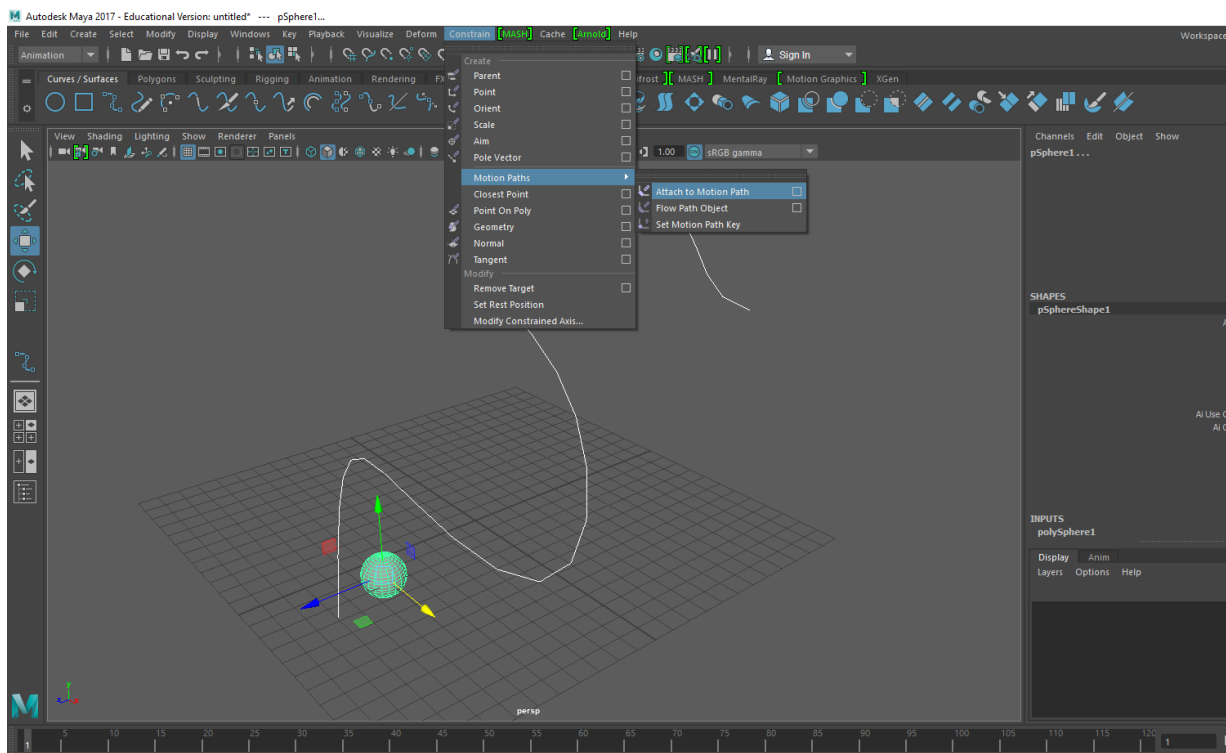 Autodesk Maya 2017 - Educational Version: untitled* --- pSphere1...
File Edit Create Select Modify Display Windows Key Playback Visualize Deform Constrain [MASH] Cache [Arnold] Help
Workspace
Animation
Sign In
Curves / Surfaces Polygons Sculpting Rigging Animation Rendering FX ifrost ] [ MASH ] MentalRay [ Motion Graphics ] XGen
View Shading Lighting Show Renderer Panels
1.00 sRGB gamma
Create
Parent
Point
Orient
Scale
Aim
Pole Vector
Motion Paths
Closest Point
Point On Poly
Geometry
Normal
Tangent
Modify
Remove Target
Set Rest Position
Modify Constrained Axis...
Attach to Motion Path
Flow Path Object
Set Motion Path Key
Channels Edit Object Show
pSphere1...
SHAPES
pSphereShape1
A
Ai Use O
Ai O
INPUTS
polySphere1
Display Anim
Layers Options Help
y
z x
persp
5 10 15 20 25 30 35 40 45 50 55 60 65 70 75 80 85 90 95 100 105 110 115 120
1 1